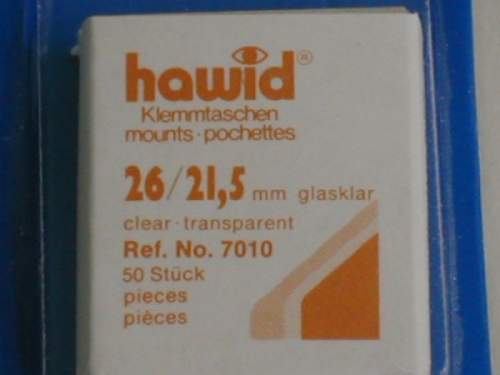 hawid®
Klemmtaschen
mounts·pochettes
26/21,5 mm glasklar
clear·transparent
Ref. No. 7010
50 Stück
pieces
pièces